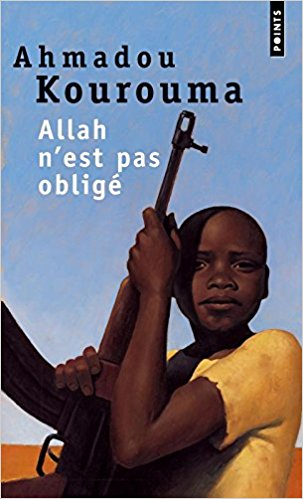 POINTS
Ahmadou
Kourouma
Allah
n'est pas
obligé